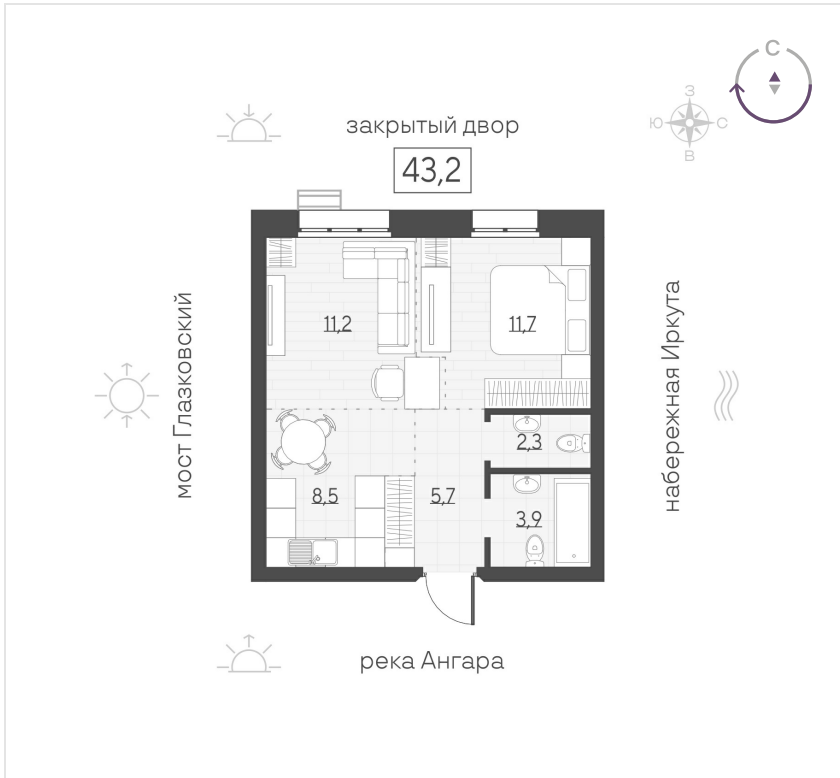 С
З
Ю
С
В
закрытый двор
43,2
мост Глазковский
набережная Иркута
11,2
11,7
2,3
8,5
5,7
3,9
река Ангара